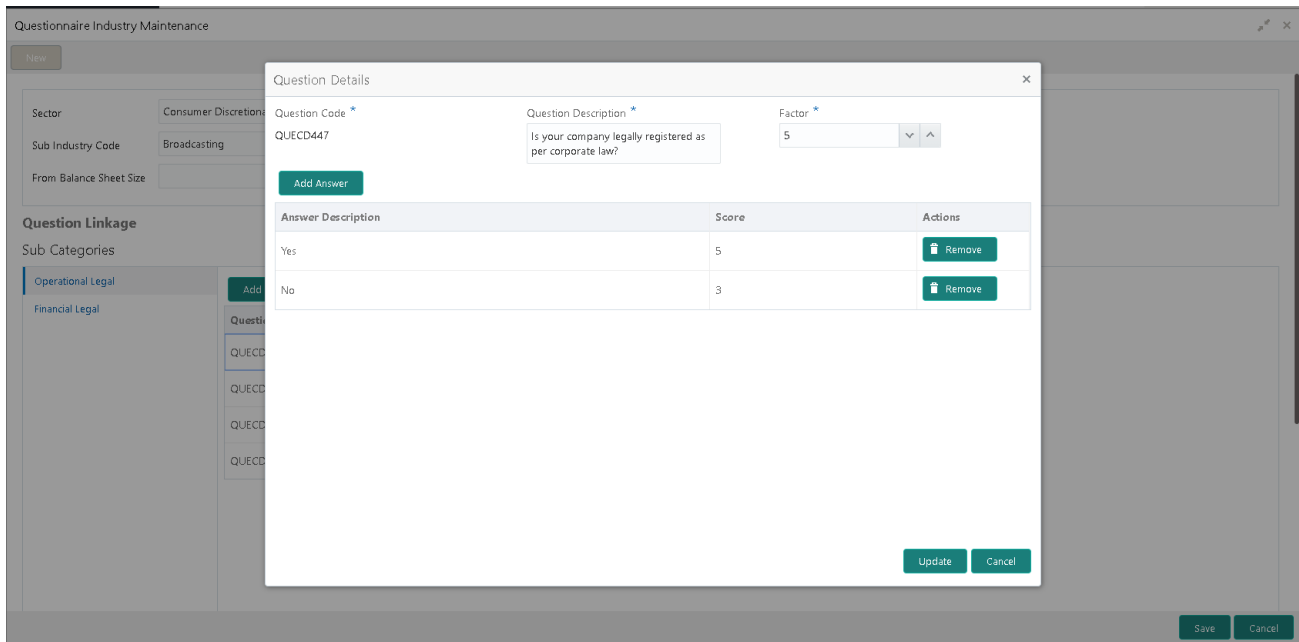 Questionnaire Industry Maintenance
New
Question Details
Sector
Consumer Discretiona
Question Code *
Question Description *
Factor *
QUECD447
Is your company legally registered as
per corporate law?
5
Sub Industry Code
Broadcasting
From Balance Sheet Size
Add Answer
Question Linkage
Sub Categories
Answer Description
Score
Actions
Yes
5
Remove
No
3
Remove
Operational Legal
Financial Legal
Add
Questio
QUECD
QUECD
QUECD
QUECD
Update
Cancel
Save
Cancel